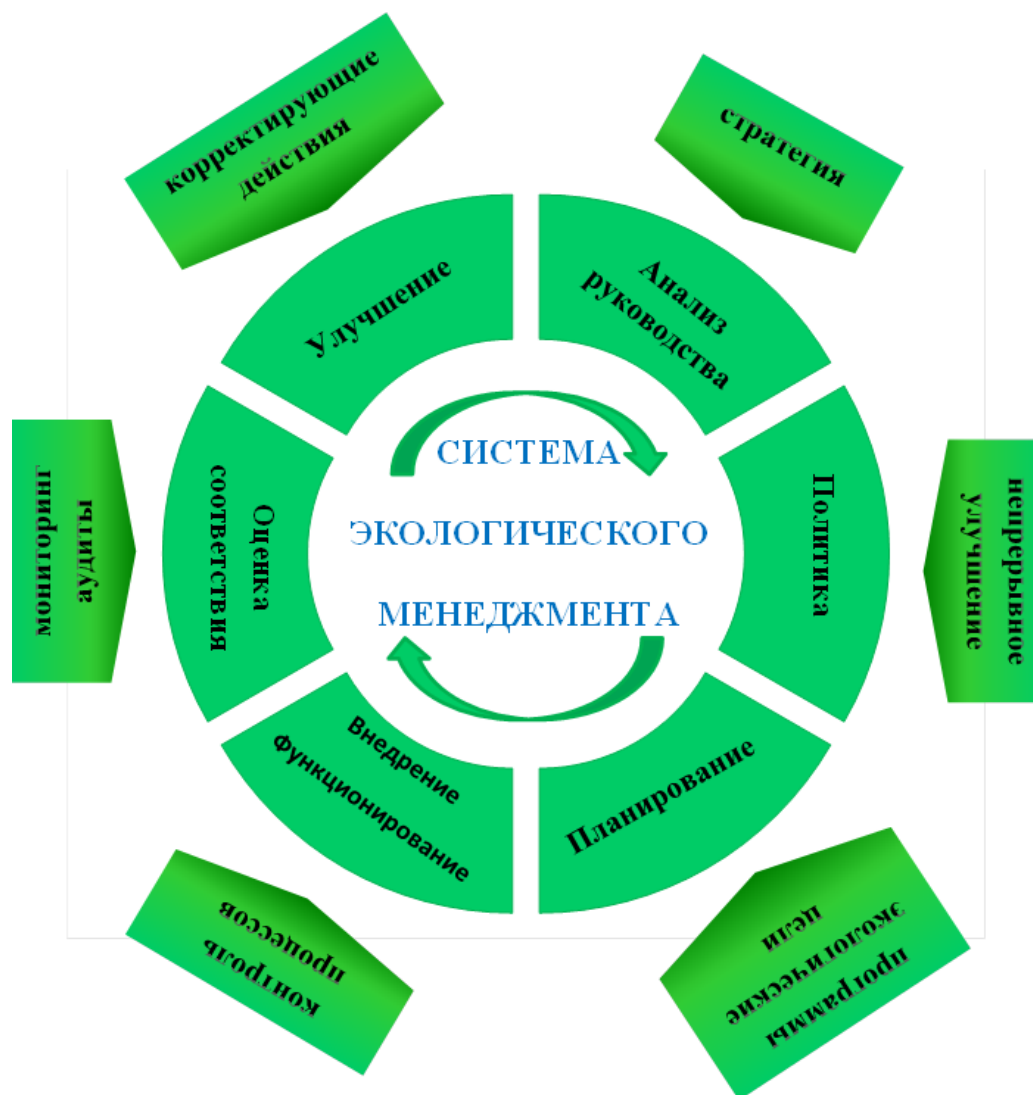 корректирующие
действия
стратегия
Улучшение
Анализ
руководства
СИСТЕМА
ЭКОЛОГИЧЕСКОГО
МЕНЕДЖМЕНТА
мониторинг
аудиты
Оценка
соответствия
Политика
непрерывное
улучшение
Внедрение
Функционирование
Планирование
контроль
процессов
программы
экологические
цели